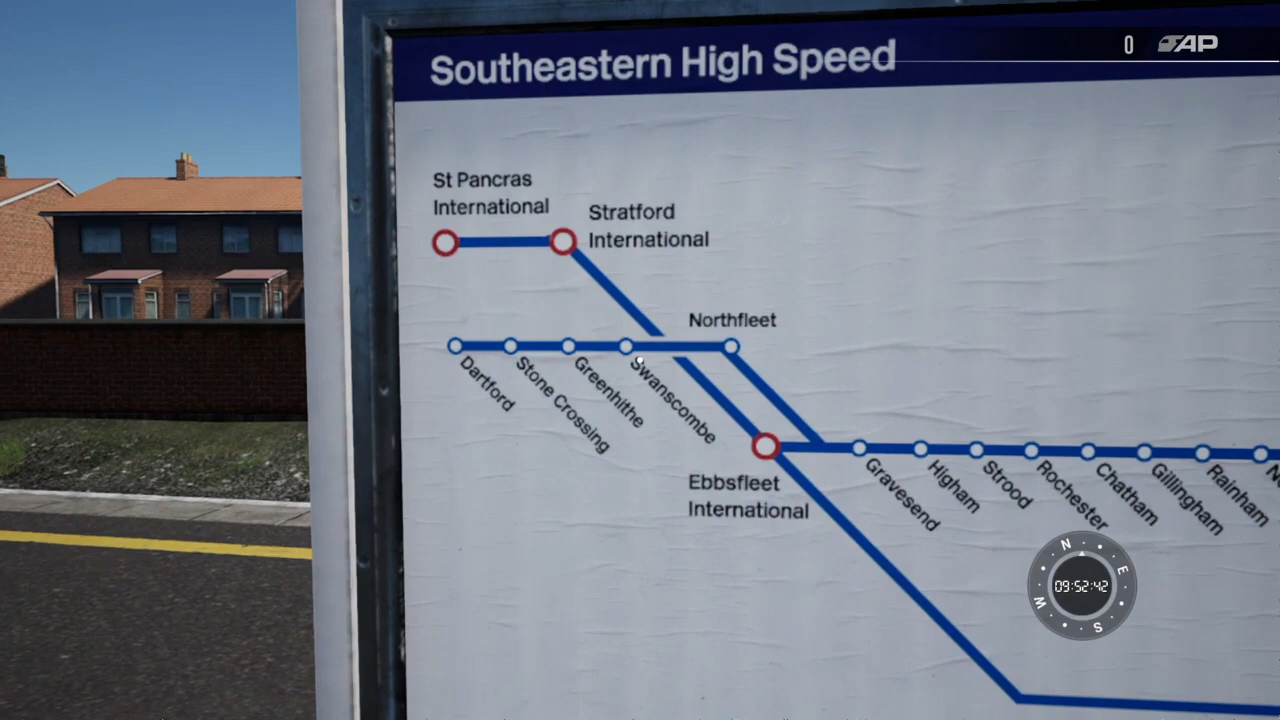 Southeastern High Speed
0 AP
St Pancras
International
Stratford
International
Northfleet
Dartford
Stone Crossing
Greenhithe
Swanscombe
Ebbsfleet
International
Gravesend
Higham
Strood
Rochester
Chatham
Gillingham
Rainham
N
E
S
W
09:52:42